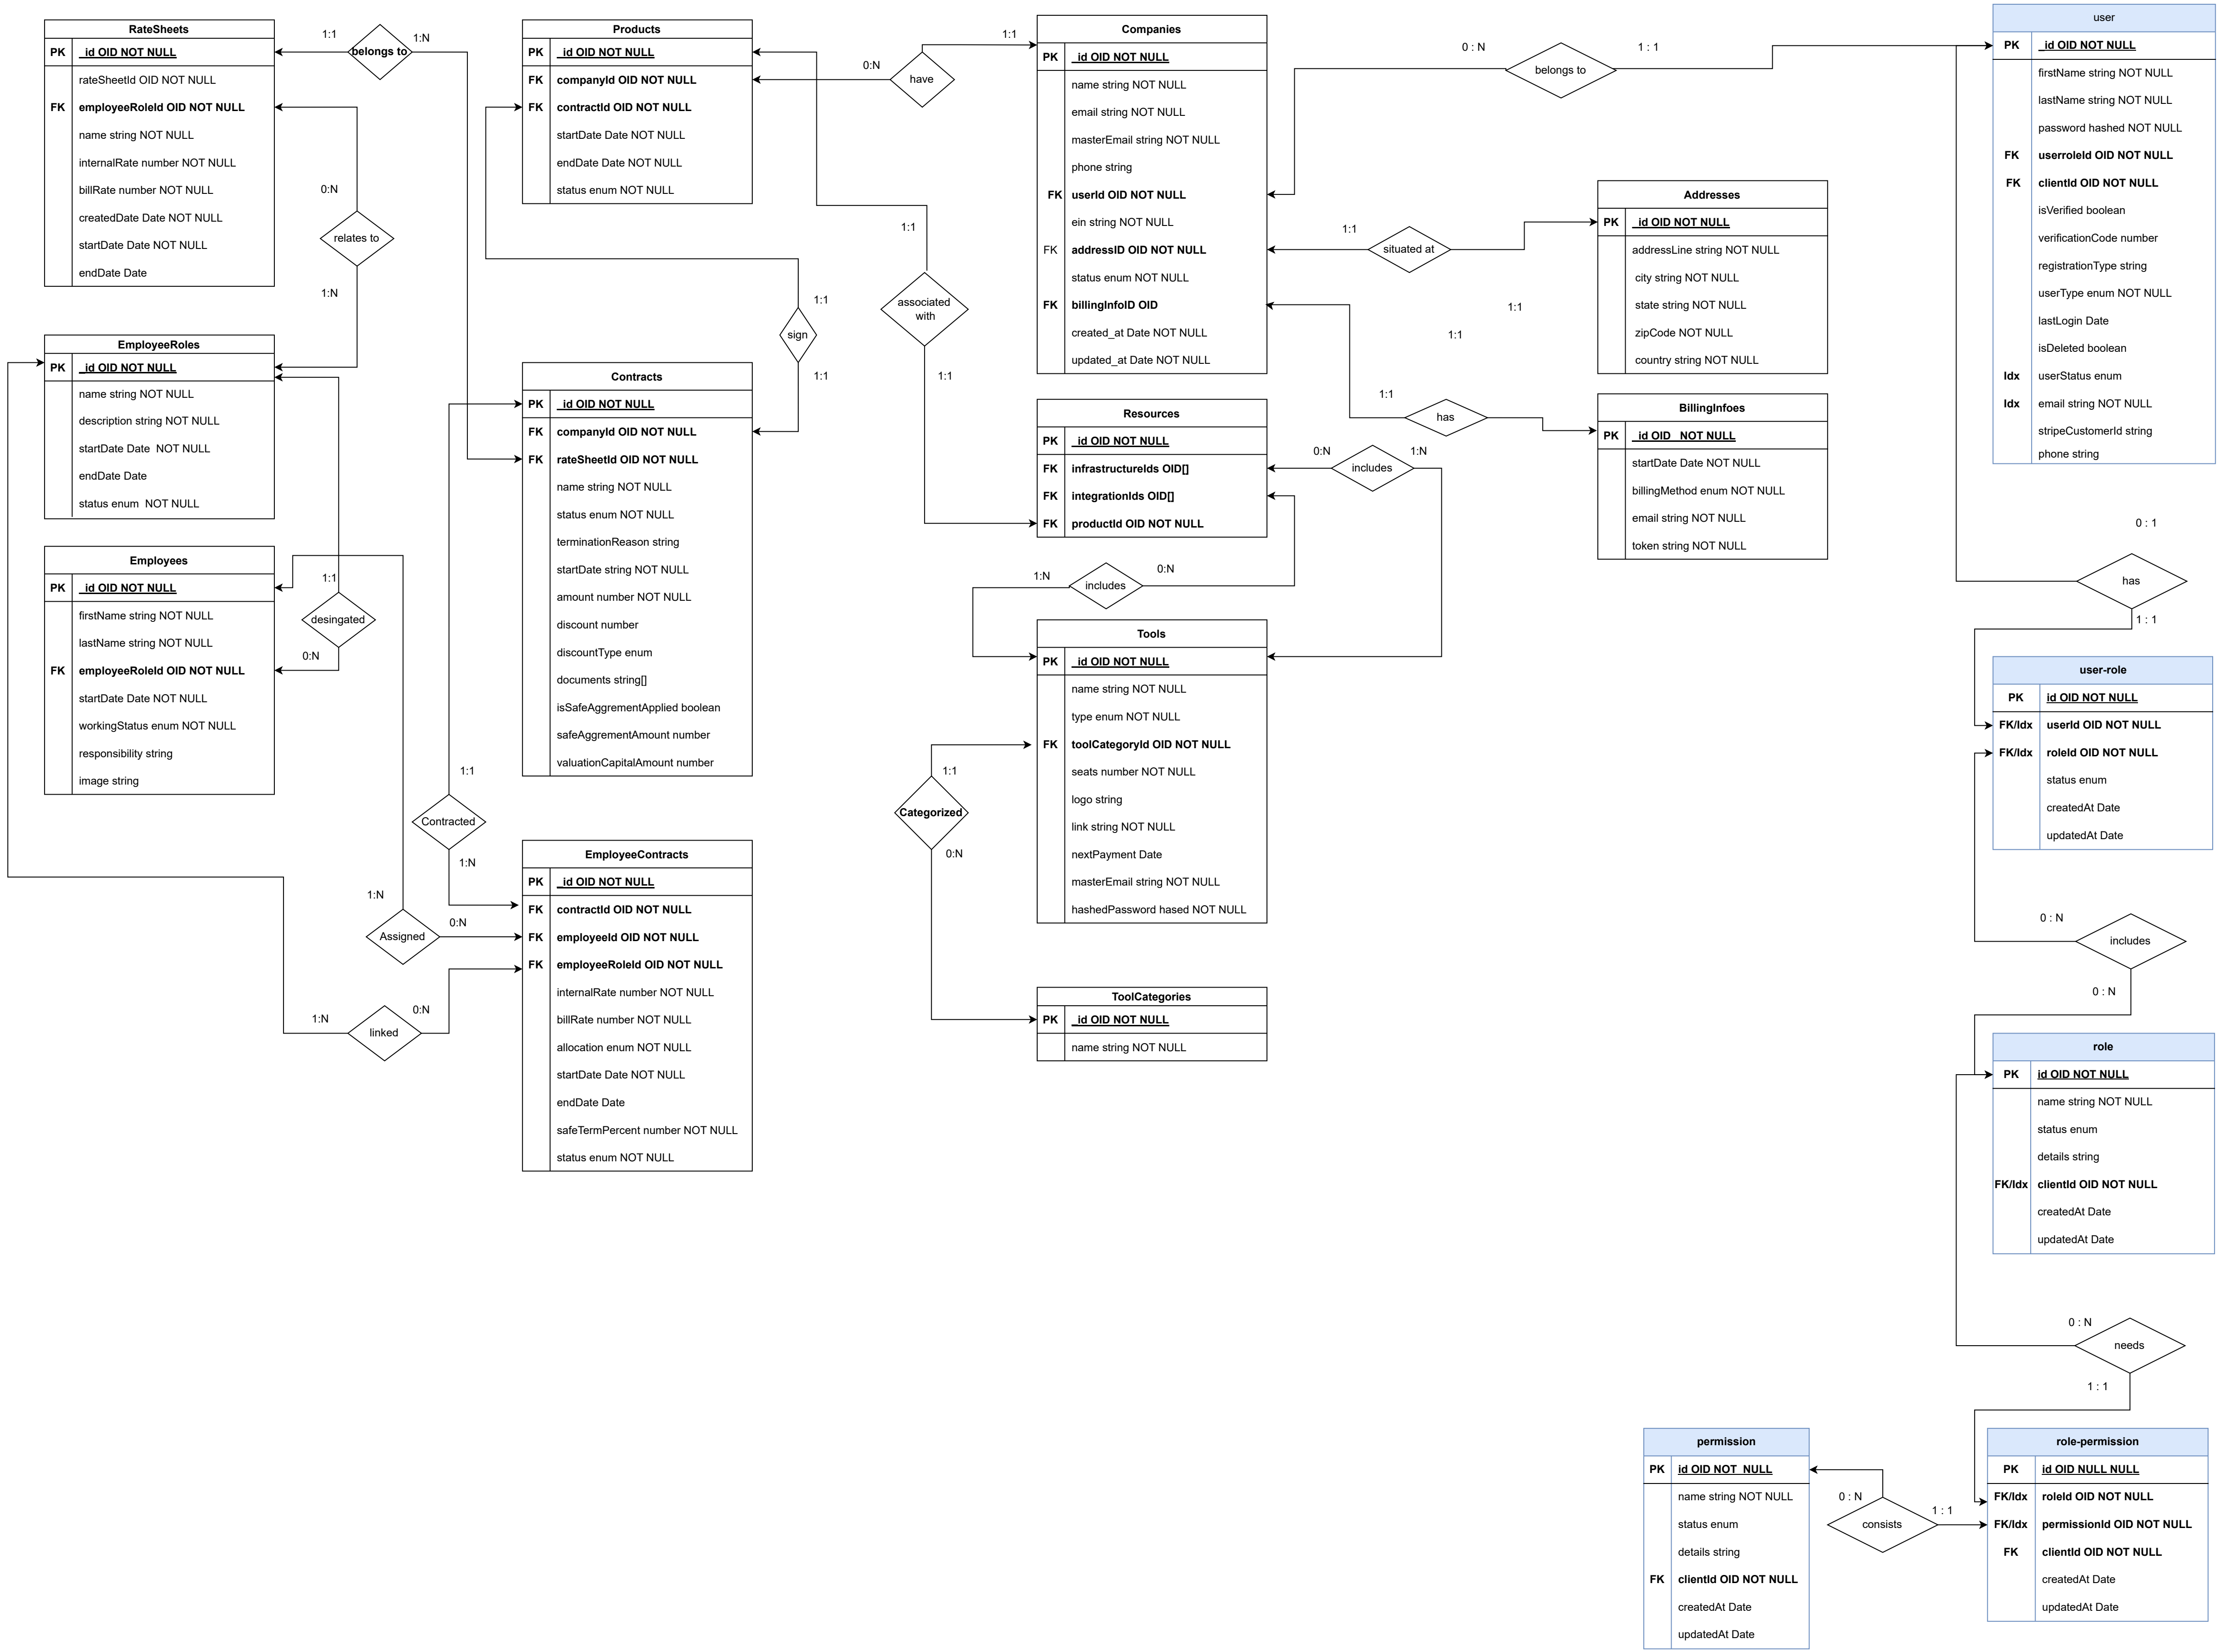 RateSheets
PK _id OID NOT NULL
rateSheetId OID NOT NULL
FK employeeRoleId OID NOT NULL
name string NOT NULL
internalRate number NOT NULL
billRate number NOT NULL
createdDate Date NOT NULL
startDate Date NOT NULL
endDate Date
1:1
belongs to
1:N
0:N
relates to
1:N
EmployeeRoles
PK _id OID NOT NULL
name string NOT NULL
description string NOT NULL
startDate Date NOT NULL
endDate Date
status enum NOT NULL
Employees
PK _id OID NOT NULL
firstName string NOT NULL
lastName string NOT NULL
FK employeeRoleId OID NOT NULL
startDate Date NOT NULL
workingStatus enum NOT NULL
responsibility string
image string
1:1
desingated
0:N
Products
PK _id OID NOT NULL
FK companyId OID NOT NULL
FK contractId OID NOT NULL
startDate Date NOT NULL
endDate Date NOT NULL
status enum NOT NULL
0:N
have
1:1
1:1
sign
1:1
1:1
associated
with
1:1
Contracts
PK _id OID NOT NULL
FK companyId OID NOT NULL
FK rateSheetId OID NOT NULL
name string NOT NULL
status enum NOT NULL
terminationReason string
startDate string NOT NULL
amount number NOT NULL
discount number
discountType enum
documents string[]
isSafeAggrementApplied boolean
safeAggrementAmount number
valuationCapitalAmount number
1:1
Contracted
1:N
1:N
Assigned
0:N
1:N
linked
0:N
EmployeeContracts
PK _id OID NOT NULL
FK contractId OID NOT NULL
FK employeeId OID NOT NULL
FK employeeRoleId OID NOT NULL
internalRate number NOT NULL
billRate number NOT NULL
allocation enum NOT NULL
startDate Date NOT NULL
endDate Date
safeTermPercent number NOT NULL
status enum NOT NULL
Companies
PK _id OID NOT NULL
name string NOT NULL
email string NOT NULL
masterEmail string NOT NULL
phone string
FK userId OID NOT NULL
ein string NOT NULL
FK addressID OID NOT NULL
status enum NOT NULL
FK billingInfoID OID
created_at Date NOT NULL
updated_at Date NOT NULL
Resources
PK _id OID NOT NULL
FK infrastructureIds OID[]
FK integrationIds OID[]
FK productId OID NOT NULL
0:N
includes
1:N
1:N
includes
0:N
Tools
PK _id OID NOT NULL
name string NOT NULL
type enum NOT NULL
FK toolCategoryId OID NOT NULL
seats number NOT NULL
logo string
link string NOT NULL
nextPayment Date
masterEmail string NOT NULL
hashedPassword hased NOT NULL
1:1
Categorized
0:N
ToolCategories
PK _id OID NOT NULL
name string NOT NULL
0 : N
belongs to
1 : 1
1:1
situated at
1:1
1:1
1:1
has
Addresses
PK _id OID NOT NULL
addressLine string NOT NULL
city string NOT NULL
state string NOT NULL
zipCode NOT NULL
country string NOT NULL
BillingInfoes
PK _id OID NOT NULL
startDate Date NOT NULL
billingMethod enum NOT NULL
email string NOT NULL
token string NOT NULL
user
PK _id OID NOT NULL
firstName string NOT NULL
lastName string NOT NULL
password hashed NOT NULL
FK userroleId OID NOT NULL
FK clientId OID NOT NULL
isVerified boolean
verificationCode number
registrationType string
userType enum NOT NULL
lastLogin Date
isDeleted boolean
Idx userStatus enum
Idx email string NOT NULL
stripeCustomerId string
phone string
0 : 1
has
1 : 1
user-role
PK id OID NOT NULL
FK/Idx userId OID NOT NULL
FK/Idx roleId OID NOT NULL
status enum
createdAt Date
updatedAt Date
0 : N
includes
0 : N
role
PK id OID NOT NULL
name string NOT NULL
status enum
details string
FK/Idx clientId OID NOT NULL
createdAt Date
updatedAt Date
0 : N
needs
1 : 1
permission
PK id OID NOT NULL
name string NOT NULL
status enum
details string
FK clientId OID NOT NULL
createdAt Date
updatedAt Date
0 : N
consists
1 : 1
role-permission
PK id OID NULL NULL
FK/Idx roleId OID NOT NULL
FK/Idx permissionId OID NOT NULL
FK clientId OID NOT NULL
createdAt Date
updatedAt Date